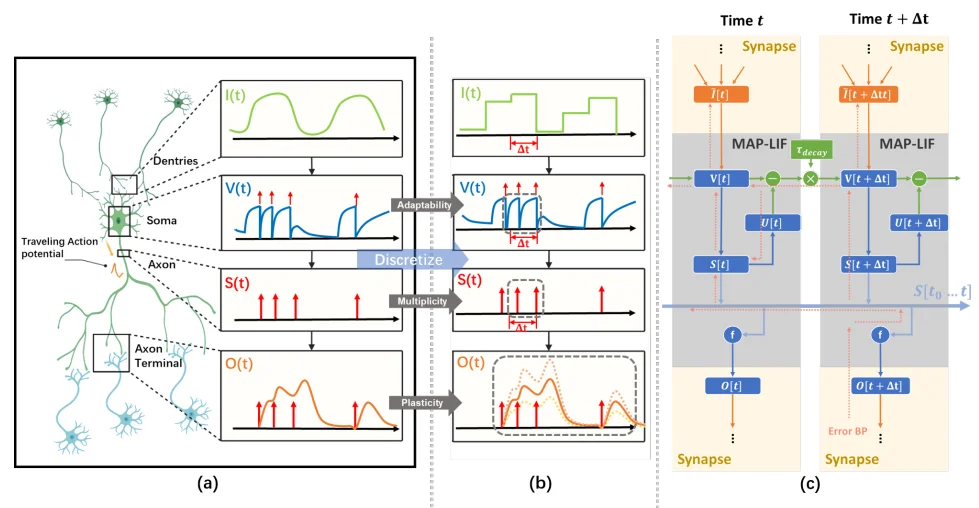 Dentries
Soma
Traveling Action
potential
Axon
Axon
Terminal
I(t)
V(t)
S(t)
O(t)
(a)
Adaptability
Discretize
Multiplicity
Plasticity
I(t)
Δt
V(t)
Δt
S(t)
Δt
O(t)
(b)
Time t
Time t + Δt
Synapse
Synapse
Ĩ[t]
Ĩ[t + Δtt]
MAP-LIF
MAP-LIF
τdecay
V[t]
V[t + Δt]
U[t]
U[t + Δt]
S[t]
S[t + Δt]
S[t₀ ... t]
f
f
O[t]
O[t + Δt]
Error BP
Synapse
Synapse
(c)